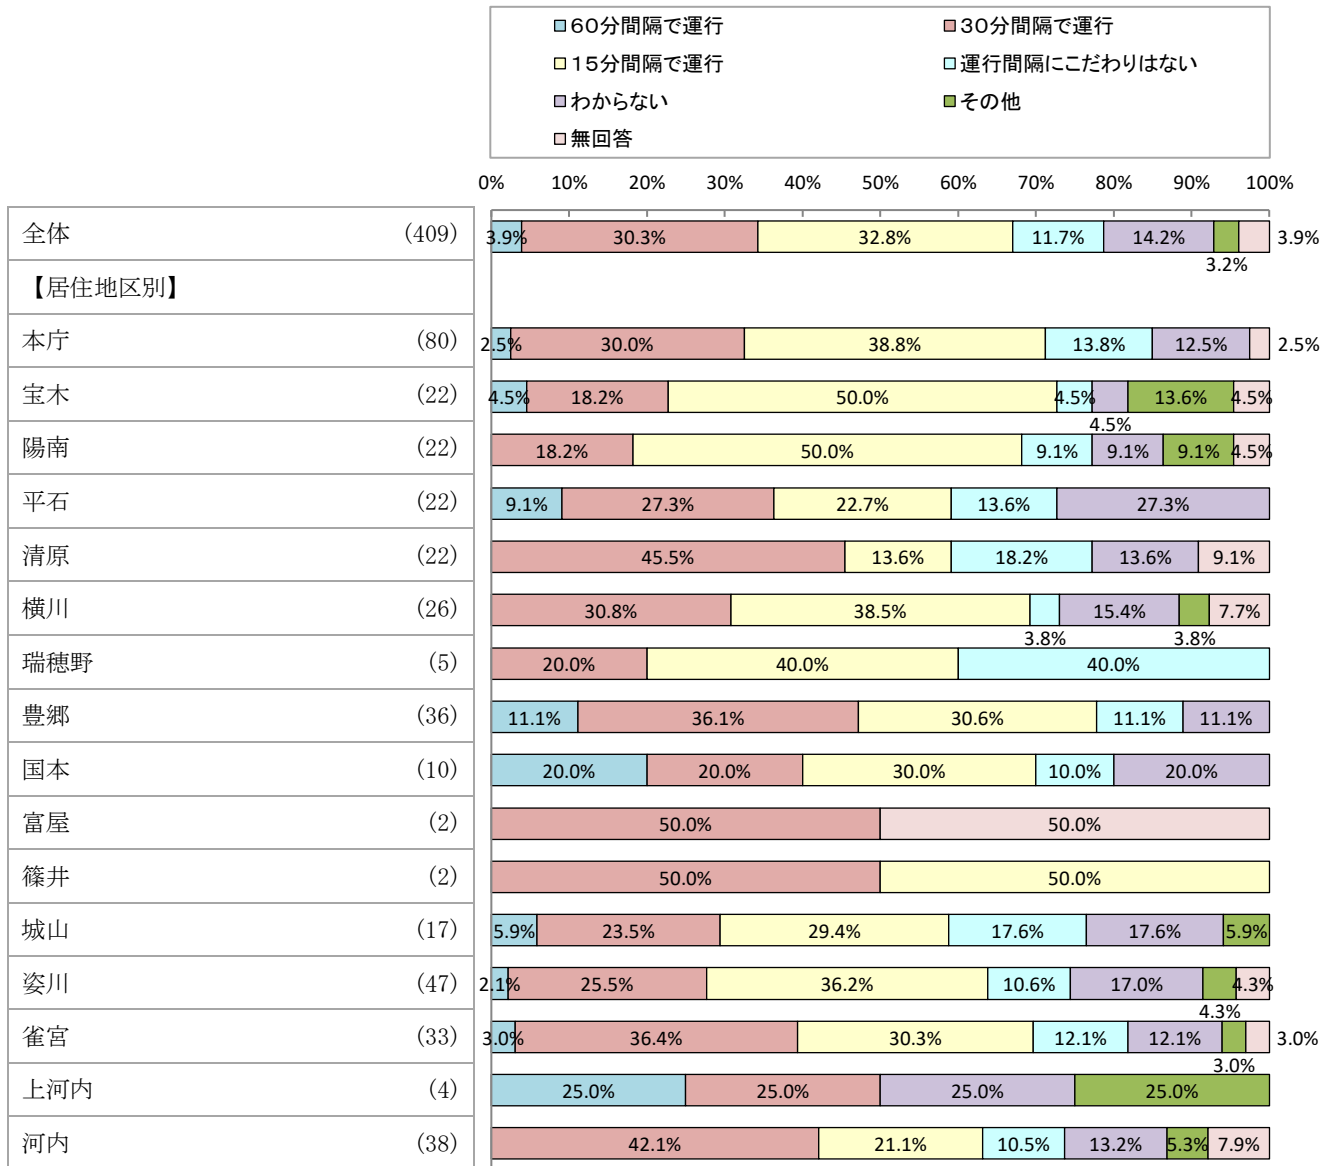 60分間隔で運行 30分間隔で運行
15分間隔で運行 運行間隔にこだわりはない
わからない その他
無回答
0% 10% 20% 30% 40% 50% 60% 70% 80% 90% 100%
全体 (409) 3.9% 30.3% 32.8% 11.7% 14.2% 3.2% 3.9%
【居住地区別】
本庁 (80) 2.5% 30.0% 38.8% 13.8% 12.5% 2.5%
宝木 (22) 4.5% 18.2% 50.0% 4.5% 4.5% 13.6% 4.5%
陽南 (22) 18.2% 50.0% 9.1% 9.1% 9.1% 4.5%
平石 (22) 9.1% 27.3% 22.7% 13.6% 27.3%
清原 (22) 45.5% 13.6% 18.2% 13.6% 9.1%
横川 (26) 30.8% 38.5% 3.8% 15.4% 3.8% 7.7%
瑞穂野 (5) 20.0% 40.0% 40.0%
豊郷 (36) 11.1% 36.1% 30.6% 11.1% 11.1%
国本 (10) 20.0% 20.0% 30.0% 10.0% 20.0%
富屋 (2) 50.0% 50.0%
篠井 (2) 50.0% 50.0%
城山 (17) 5.9% 23.5% 29.4% 17.6% 17.6% 5.9%
姿川 (47) 2.1% 25.5% 36.2% 10.6% 17.0% 4.3% 4.3%
雀宮 (33) 3.0% 36.4% 30.3% 12.1% 12.1% 3.0% 3.0%
上河内 (4) 25.0% 25.0% 25.0% 25.0%
河内 (38) 42.1% 21.1% 10.5% 13.2% 5.3% 7.9%